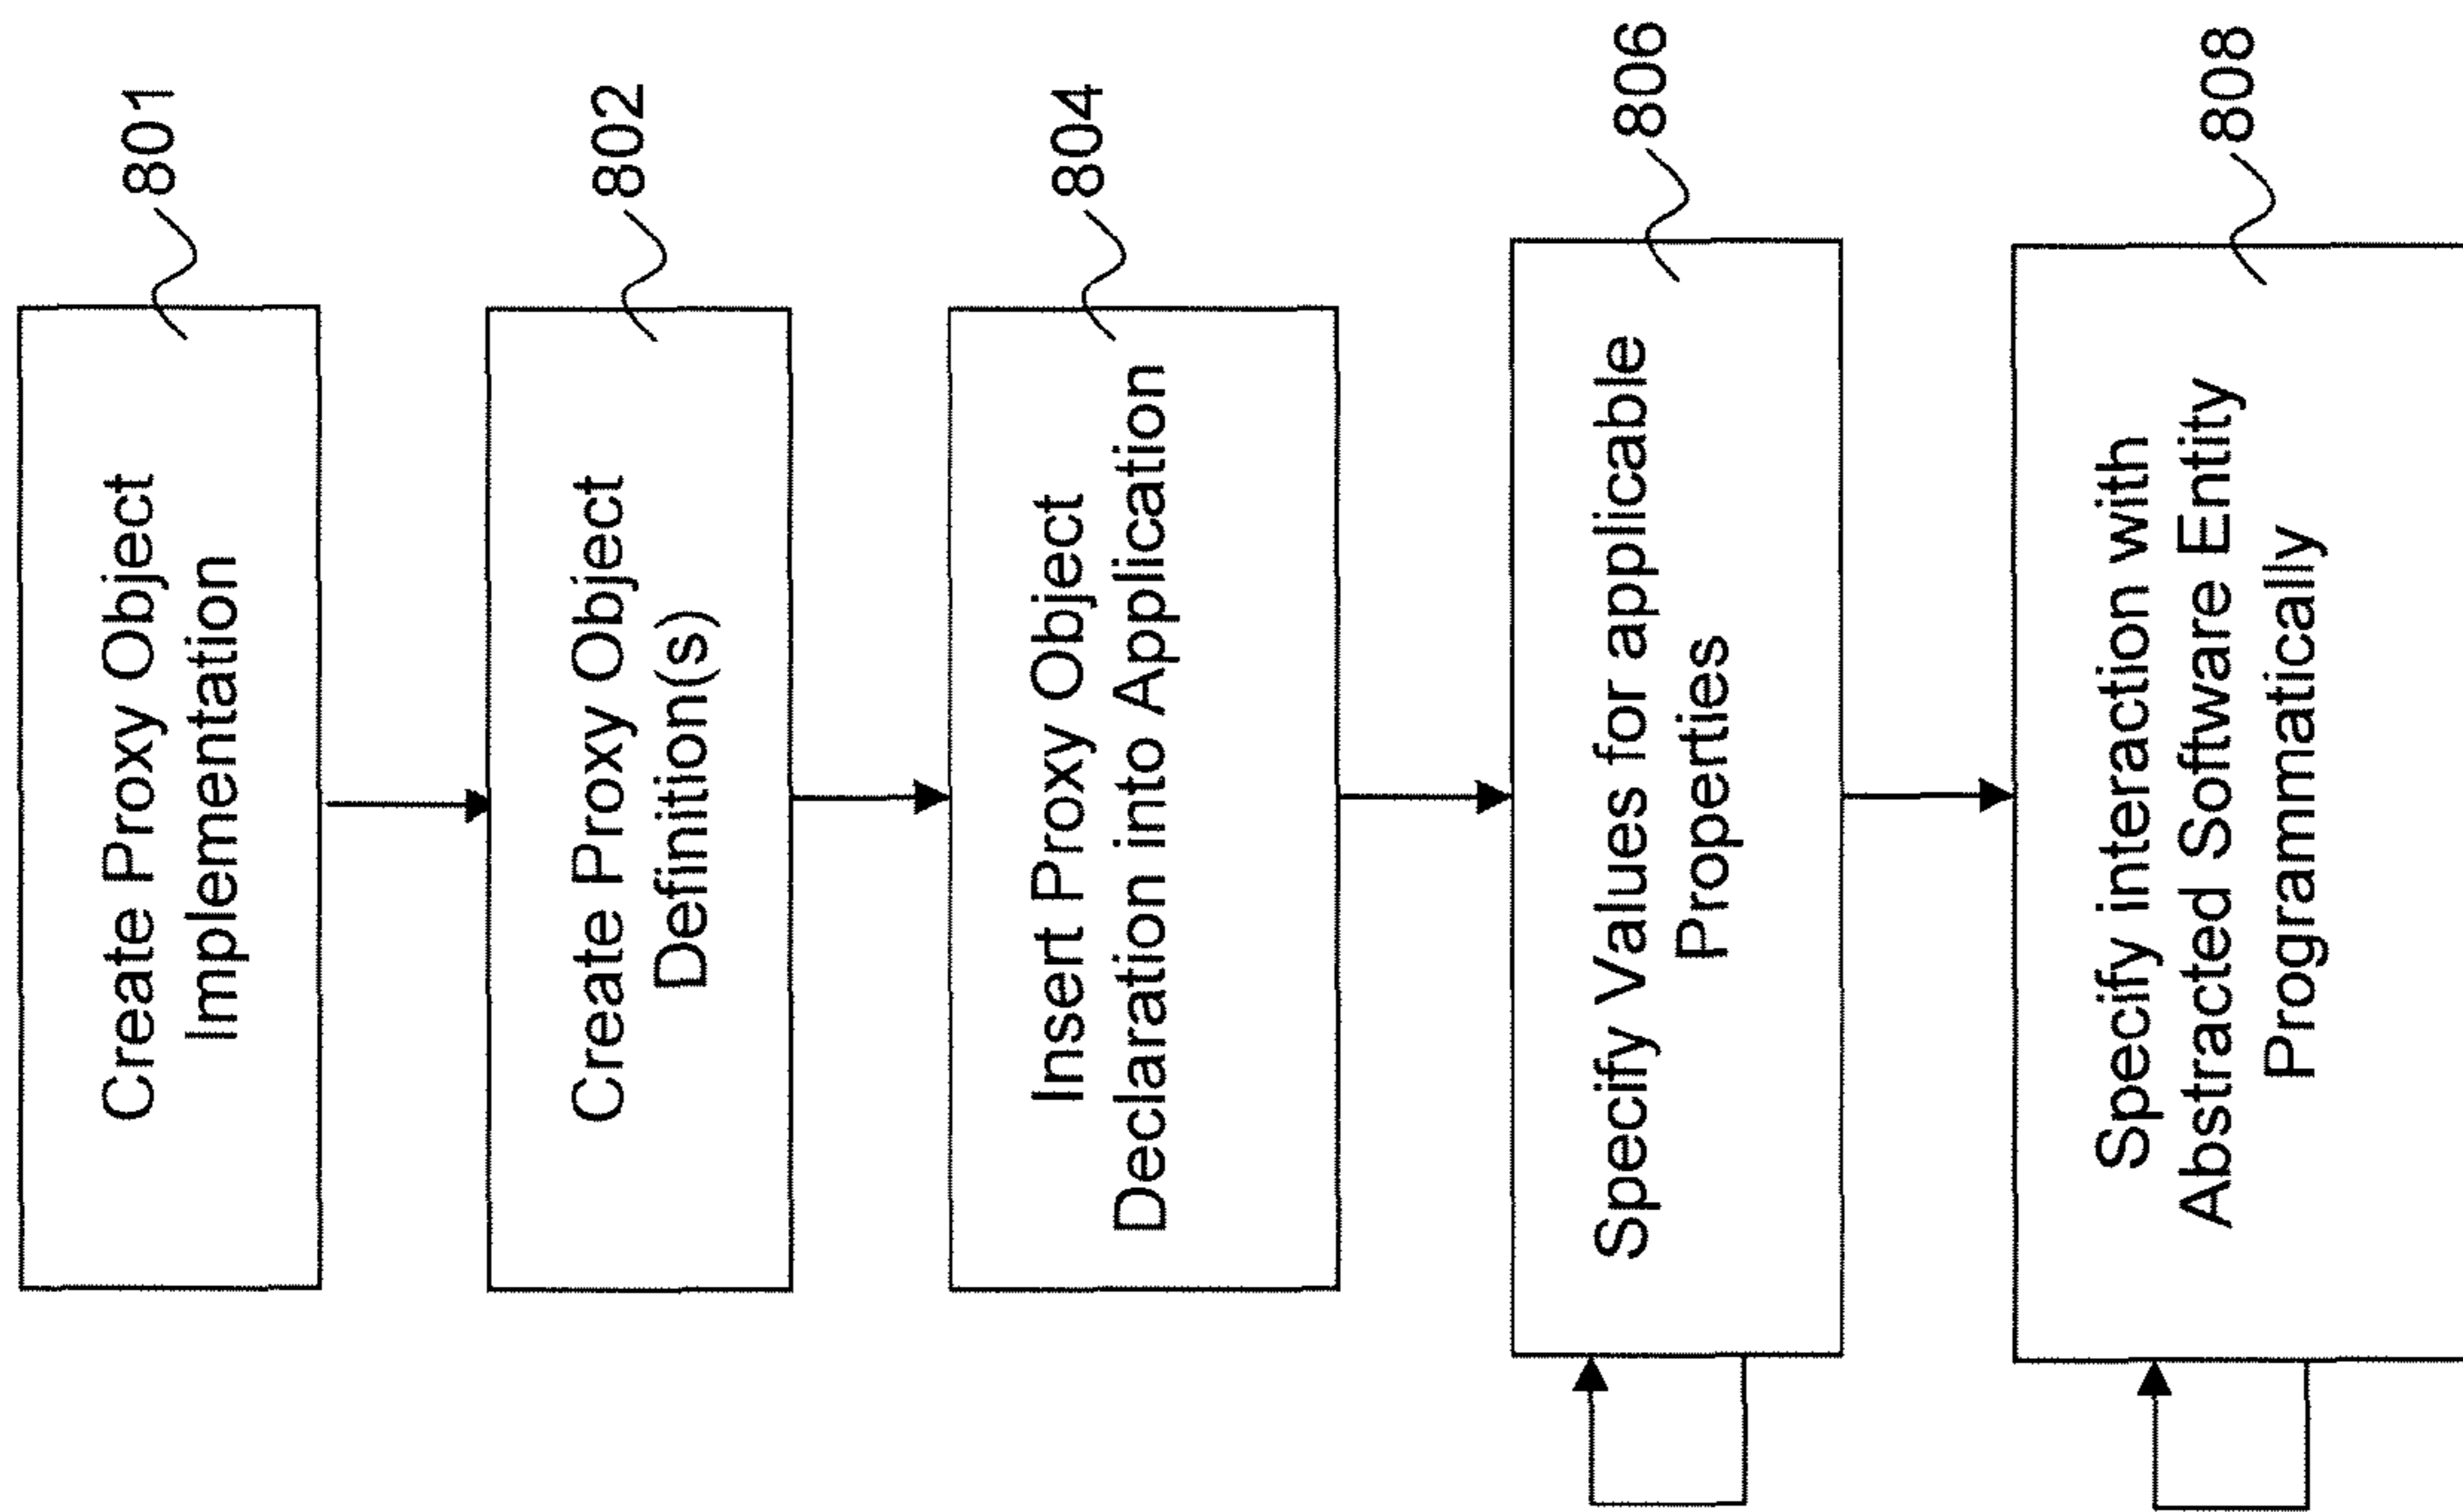 Create Proxy Object
Implementation
801
Create Proxy Object
Definition(s)
802
Insert Proxy Object
Declaration into Application
804
Specify Values for applicable
Properties
806
Specify interaction with
Abstracted Software Entity
Programmatically
808